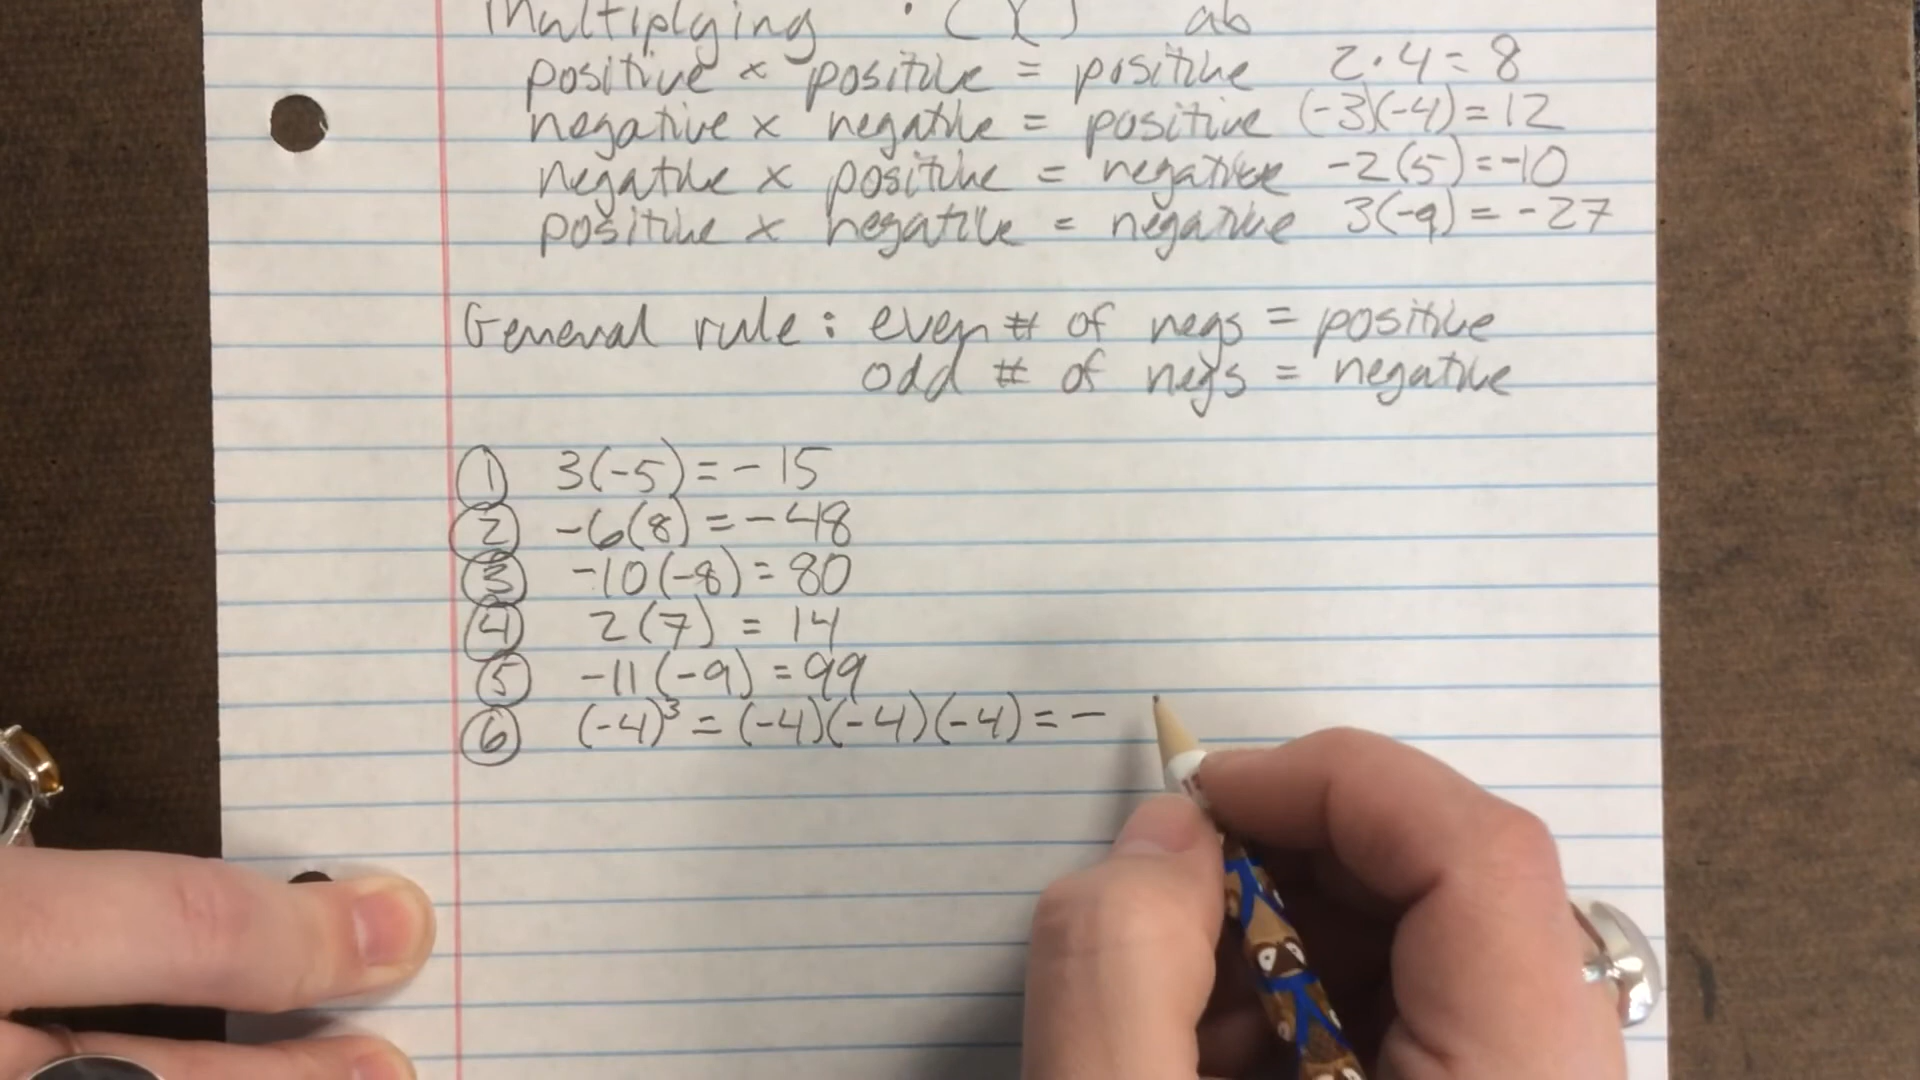 Multiplying · ( )( ) ab
positive × positive = positive 2·4=8
negative × negative = positive (-3)(-4)=12
negative × positive = negative -2(5)=-10
positive × negative = negative 3(-9)=-27
General rule: even # of negs = positive
odd # of negs = negative
① 3(-5)=-15
② -6(8)=-48
③ -10(-8)=80
④ 2(7)=14
⑤ -11(-9)=99
⑥ (-4)³=(-4)(-4)(-4)=-